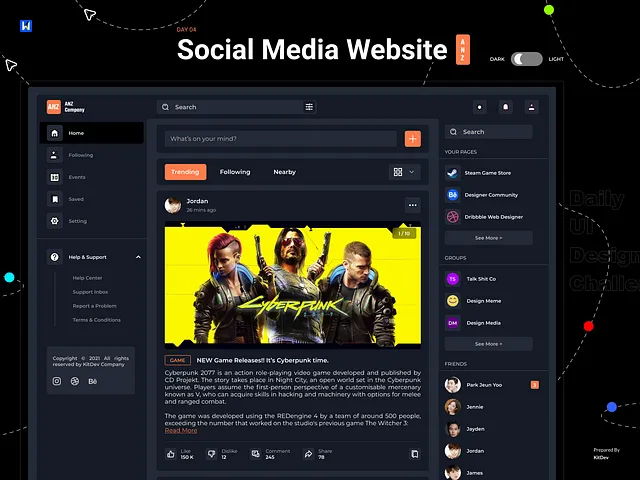 DAY 04
Social Media Website
ANZ
DARK
LIGHT
ANZ
ANZ
Company
Search
Home
Following
Events
Saved
Setting
Help & Support
Help Center
Support Inbox
Report a Problem
Terms & Conditions
Copyright © 2021 All rights
reserved by KitDev Company
Bē
What's on your mind?
Trending
Following
Nearby
Jordan
36 mins ago
1 / 10
Cyberpunk
GAME
NEW Game Releases!! It's Cyberpunk time.
Cyberpunk 2077 is an action role-playing video game developed and published by
CD Projekt. The story takes place in Night City, an open world set in the Cyberpunk
universe. Players assume the first-person perspective of a customisable mercenary
known as V, who can acquire skills in hacking and machinery with options for melee
and ranged combat.
The game was developed using the REDengine 4 by a team of around 500 people,
exceeding the number that worked on the studio's previous game The Witcher 3:
Read More
Like
150 K
Dislike
12
Comment
245
Share
78
Search
YOUR PAGES
Steam Game Store
Bē
Designer Community
Dribbble Web Designer
See More
GROUPS
TS
Talk Shit Co
Design Meme
DM
Design Media
See More
FRIENDS
Park Jeun Yoo
Jennie
Jayden
Jordan
James
Daily
UI
Design
Challe
Prepared By
KitDev